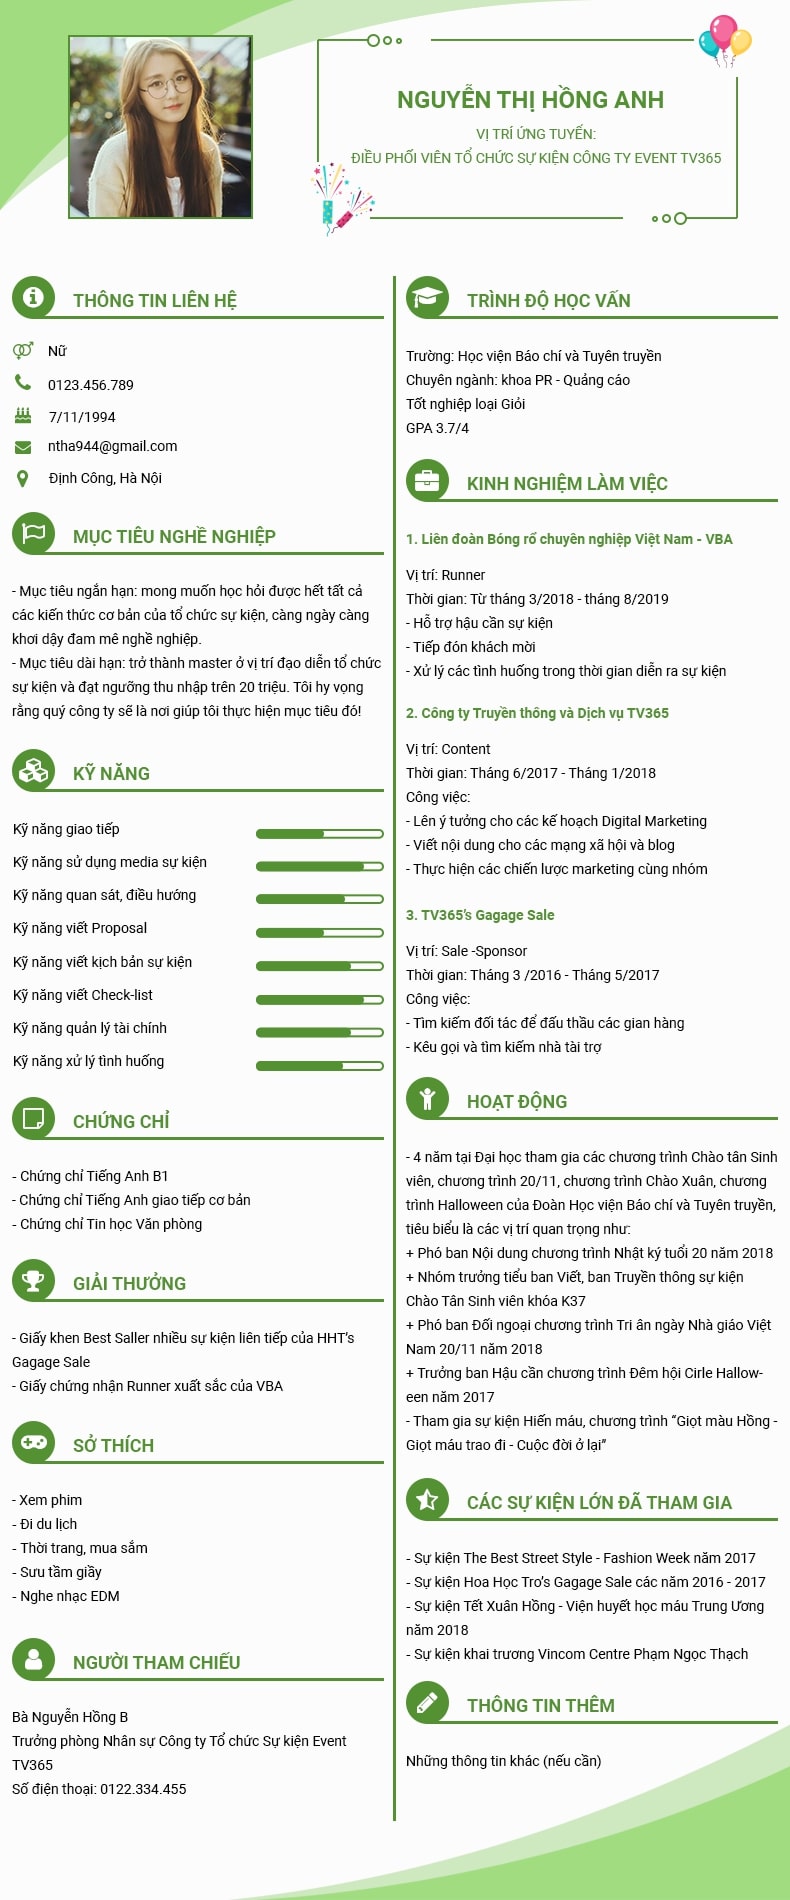 NGUYỄN THỊ HỒNG ANH
VỊ TRÍ ỨNG TUYỂN:
ĐIỀU PHỐI VIÊN TỔ CHỨC SỰ KIỆN CÔNG TY EVENT TV365
THÔNG TIN LIÊN HỆ
Nữ
0123.456.789
7/11/1994
ntha944@gmail.com
Định Công, Hà Nội
MỤC TIÊU NGHỀ NGHIỆP
- Mục tiêu ngắn hạn: mong muốn học hỏi được hết tất cả
các kiến thức cơ bản của tổ chức sự kiện, càng ngày càng
khơi dậy đam mê nghề nghiệp.
- Mục tiêu dài hạn: trở thành master ở vị trí đạo diễn tổ chức
sự kiện và đạt ngưỡng thu nhập trên 20 triệu. Tôi hy vọng
rằng quý công ty sẽ là nơi giúp tôi thực hiện mục tiêu đó!
KỸ NĂNG
Kỹ năng giao tiếp
Kỹ năng sử dụng media sự kiện
Kỹ năng quan sát, điều hướng
Kỹ năng viết Proposal
Kỹ năng viết kịch bản sự kiện
Kỹ năng viết Check-list
Kỹ năng quản lý tài chính
Kỹ năng xử lý tình huống
CHỨNG CHỈ
- Chứng chỉ Tiếng Anh B1
- Chứng chỉ Tiếng Anh giao tiếp cơ bản
- Chứng chỉ Tin học Văn phòng
GIẢI THƯỞNG
- Giấy khen Best Saller nhiều sự kiện liên tiếp của HHT's
Gagage Sale
- Giấy chứng nhận Runner xuất sắc của VBA
SỞ THÍCH
- Xem phim
- Đi du lịch
- Thời trang, mua sắm
- Sưu tầm giầy
- Nghe nhạc EDM
NGƯỜI THAM CHIẾU
Bà Nguyễn Hồng B
Trưởng phòng Nhân sự Công ty Tổ chức Sự kiện Event
TV365
Số điện thoại: 0122.334.455
TRÌNH ĐỘ HỌC VẤN
Trường: Học viện Báo chí và Tuyên truyền
Chuyên ngành: khoa PR - Quảng cáo
Tốt nghiệp loại Giỏi
GPA 3.7/4
KINH NGHIỆM LÀM VIỆC
1. Liên đoàn Bóng rổ chuyên nghiệp Việt Nam - VBA
Vị trí: Runner
Thời gian: Từ tháng 3/2018 - tháng 8/2019
- Hỗ trợ hậu cần sự kiện
- Tiếp đón khách mời
- Xử lý các tình huống trong thời gian diễn ra sự kiện
2. Công ty Truyền thông và Dịch vụ TV365
Vị trí: Content
Thời gian: Tháng 6/2017 - Tháng 1/2018
Công việc:
- Lên ý tưởng cho các kế hoạch Digital Marketing
- Viết nội dung cho các mạng xã hội và blog
- Thực hiện các chiến lược marketing cùng nhóm
3. TV365's Gagage Sale
Vị trí: Sale -Sponsor
Thời gian: Tháng 3 /2016 - Tháng 5/2017
Công việc:
- Tìm kiếm đối tác để đấu thầu các gian hàng
- Kêu gọi và tìm kiếm nhà tài trợ
HOẠT ĐỘNG
- 4 năm tại Đại học tham gia các chương trình Chào tân Sinh
viên, chương trình 20/11, chương trình Chào Xuân, chương
trình Halloween của Đoàn Học viện Báo chí và Tuyên truyền,
tiêu biểu là các vị trí quan trọng như:
+ Phó ban Nội dung chương trình Nhật ký tuổi 20 năm 2018
+ Nhóm trưởng tiểu ban Viết, ban Truyền thông sự kiện
Chào Tân Sinh viên khóa K37
+ Phó ban Đối ngoại chương trình Tri ân ngày Nhà giáo Việt
Nam 20/11 năm 2018
+ Trưởng ban Hậu cần chương trình Đêm hội Cirle Hallow-
een năm 2017
- Tham gia sự kiện Hiến máu, chương trình “Giọt màu Hồng -
Giọt máu trao đi - Cuộc đời ở lại”
CÁC SỰ KIỆN LỚN ĐÃ THAM GIA
- Sự kiện The Best Street Style - Fashion Week năm 2017
- Sự kiện Hoa Học Tro's Gagage Sale các năm 2016 - 2017
- Sự kiện Tết Xuân Hồng - Viện huyết học máu Trung Ương
năm 2018
- Sự kiện khai trương Vincom Centre Phạm Ngọc Thạch
THÔNG TIN THÊM
Những thông tin khác (nếu cần)